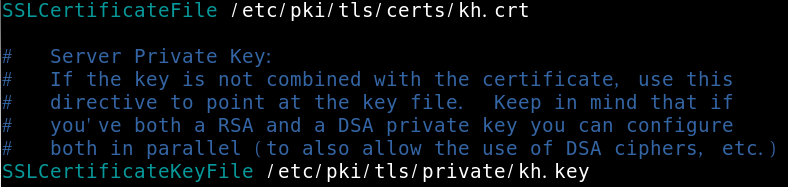 SSLCertificateFile /etc/pki/tls/certs/kh.crt
#   Server Private Key:
#   If the key is not combined with the certificate, use this
#   directive to point at the key file.  Keep in mind that if
#   you've both a RSA and a DSA private key you can configure
#   both in parallel (to also allow the use of DSA ciphers, etc.)
SSLCertificateKeyFile /etc/pki/tls/private/kh.key